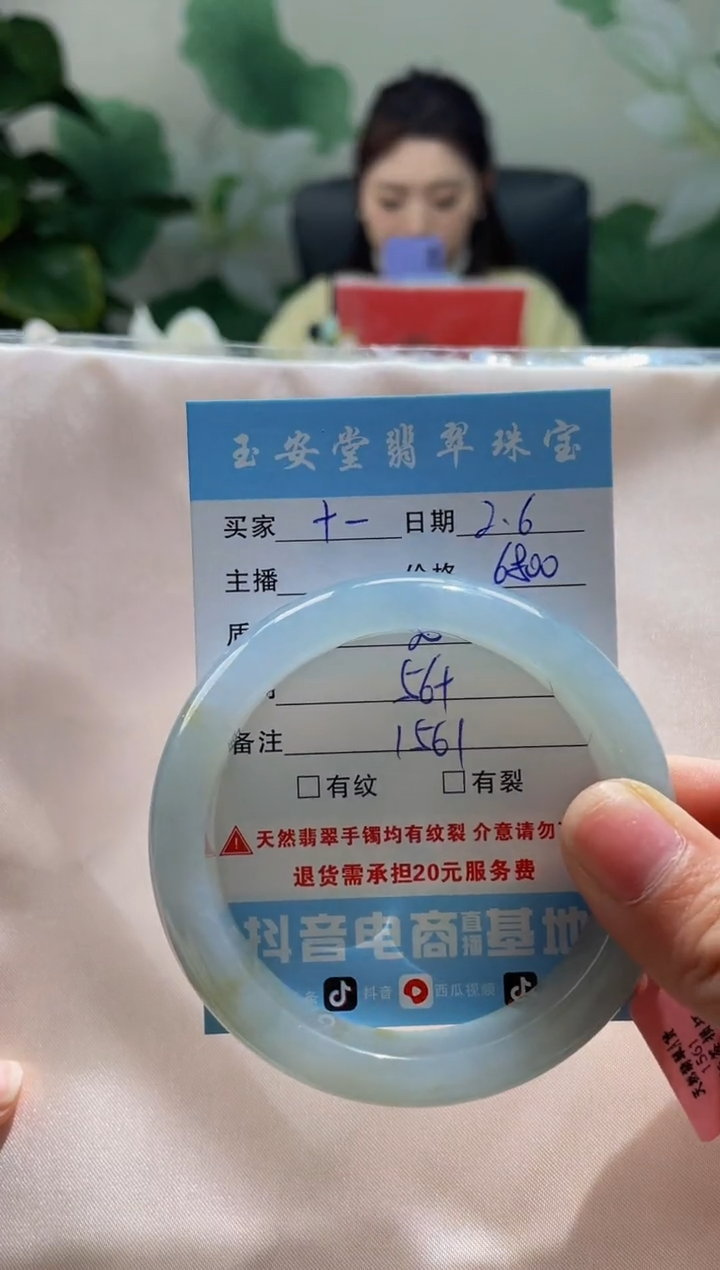 玉安堂翡翠珠宝
买家 十一 日期 2.6
主播 价格 6800
56+
备注 1561
□有纹 □有裂
天然翡翠手镯均有纹裂 介意请勿
退货需承担20元服务费
抖音电商直播基地
抖音 西瓜视频
1561